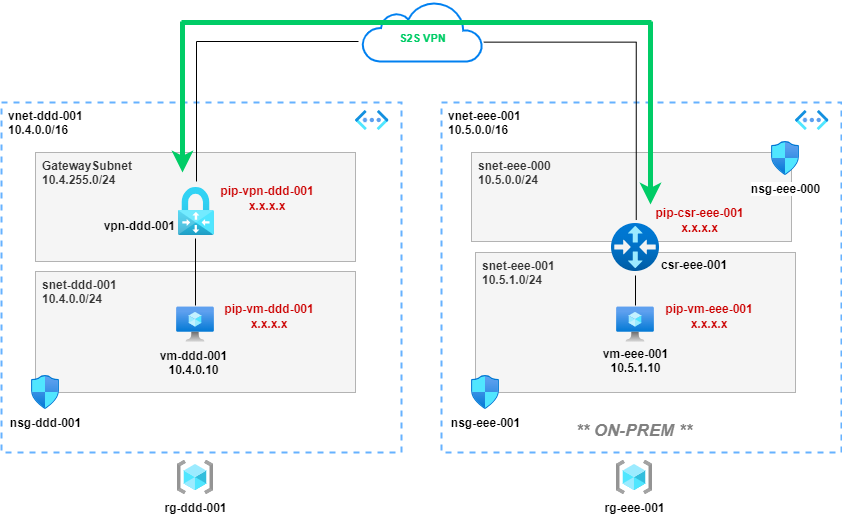 S2S VPN
vnet-ddd-001
10.4.0.0/16
GatewaySubnet
10.4.255.0/24
pip-vpn-ddd-001
x.x.x.x
vpn-ddd-001
snet-ddd-001
10.4.0.0/24
pip-vm-ddd-001
x.x.x.x
vm-ddd-001
10.4.0.10
nsg-ddd-001
rg-ddd-001
vnet-eee-001
10.5.0.0/16
snet-eee-000
10.5.0.0/24
nsg-eee-000
pip-csr-eee-001
x.x.x.x
csr-eee-001
snet-eee-001
10.5.1.0/24
pip-vm-eee-001
x.x.x.x
vm-eee-001
10.5.1.10
nsg-eee-001
** ON-PREM **
rg-eee-001